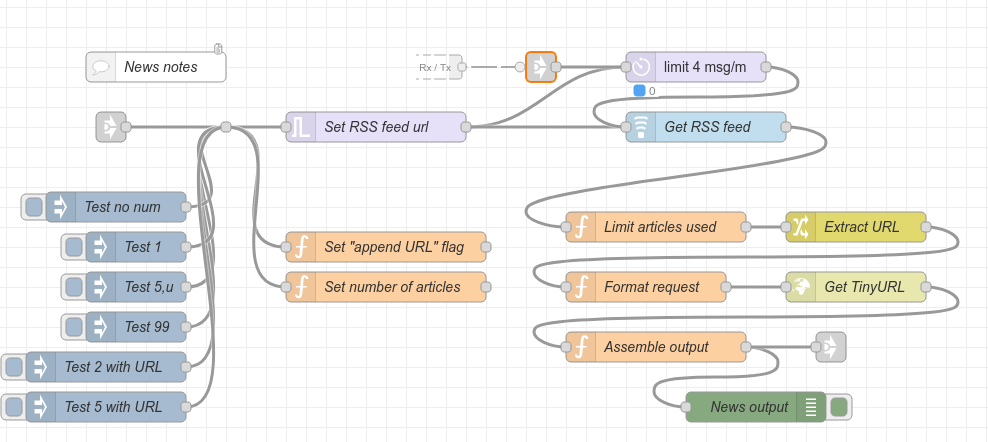 News notes
Rx / Tx
limit 4 msg/m
0
Set RSS feed url
Get RSS feed
Test no num
Limit articles used
Extract URL
Test 1
Set "append URL" flag
Test 5,u
Set number of articles
Format request
Get TinyURL
Test 99
Assemble output
Test 2 with URL
Test 5 with URL
News output